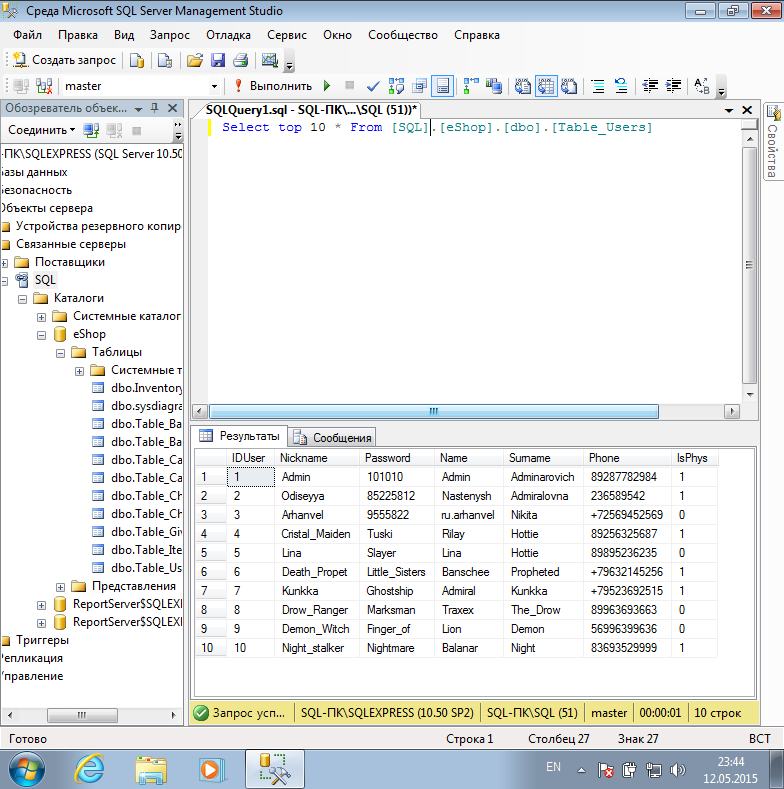 Среда Microsoft SQL Server Management Studio
Файл Правка Вид Запрос Отладка Сервис Окно Сообщество Справка
Создать запрос
master Выполнить
Обозреватель объек...
SQLQuery1.sql - SQL-ПК\...\SQL (51))*
Соединить
Select top 10 * From [SQL].[eShop].[dbo].[Table_Users]
Свойства
-ПК\SQLEXPRESS (SQL Server 10.50
Базы данных
Безопасность
Объекты сервера
Устройства резервного копир
Связанные серверы
Поставщики
SQL
Каталоги
Системные каталог
eShop
Таблицы
Системные т
dbo.Inventory
dbo.sysdiagra
dbo.Table_Ba
dbo.Table_Ba
dbo.Table_Ca
dbo.Table_Ca
dbo.Table_Ch
dbo.Table_Ch
dbo.Table_Giv
dbo.Table_Ite
dbo.Table_Us
Представления
ReportServer$SQLEXI
ReportServer$SQLEXI
Триггеры
Репликация
Управление
Результаты Сообщения
IDUser Nickname Password Name Surname Phone IsPhys
1 1 Admin 101010 Admin Adminarovich 89287782984 1
2 2 Odiseyya 85225812 Nastenysh Admiralovna 236589542 1
3 3 Arhanvel 9555822 ru.arhanvel Nikita +72569452569 0
4 4 Cristal_Maiden Tuski Rilay Hottie 89256325687 1
5 5 Lina Slayer Lina Hottie 89895236235 0
6 6 Death_Propet Little_Sisters Banschee Propheted +79632145256 1
7 7 Kunkka Ghostship Admiral Kunkka +79523692515 1
8 8 Drow_Ranger Marksman Traxex The_Drow 89963693663 0
9 9 Demon_Witch Finger_of Lion Demon 56996399636 0
10 10 Night_stalker Nightmare Balanar Night 83693529999 1
Запрос усп... SQL-ПК\SQLEXPRESS (10.50 SP2) SQL-ПК\SQL (51) master 00:00:01 10 строк
Готово Строка 1 Столбец 27 Знак 27 ВСТ
EN 23:44
12.05.2015